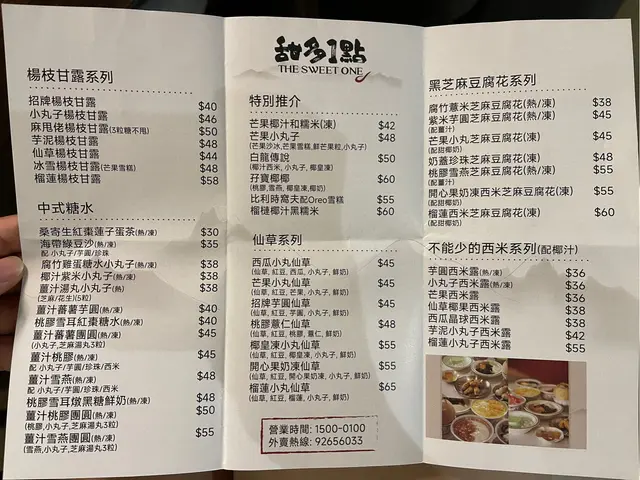 楊枝甘露系列
招牌楊枝甘露 $40
小丸子楊枝甘露 $46
麻甩佬楊枝甘露(3粒糖不甩) $50
芋泥楊枝甘露 $48
仙草楊枝甘露 $44
冰雪楊枝甘露(芒果雪糕) $48
榴蓮楊枝甘露 $58
中式糖水
桑寄生紅棗蓮子蛋茶(熱/凍) $30
海帶綠豆沙(熱/凍) $35
配 小丸子/芋圓/珍珠
腐竹雞蛋糖水小丸子(熱/凍) $38
椰汁紫米小丸子(熱/凍) $38
薑汁湯丸小丸子(熱) $38
(芝麻/花生)(5粒)
薑汁蕃薯芋圓(熱/凍) $40
桃膠雪耳紅棗糖水(熱/凍) $40
薑汁蕃薯團圓(熱/凍) $45
(小丸子,芝麻湯丸3粒)
薑汁桃膠(熱/凍) $45
配 小丸子/芋圓/珍珠/西米
薑汁雪燕(熱/凍) $48
配 小丸子/芋圓/珍珠/西米
桃膠雪耳燉黑糖鮮奶(熱/凍) $48
薑汁桃膠團圓(熱/凍) $50
(桃膠,小丸子,芝麻湯丸3粒)
薑汁雪燕團圓(熱/凍) $55
(雪燕,小丸子,芝麻湯丸3粒)
甜多1點
THE SWEET ONE
特別推介
芒果椰汁和糯米(凍) $42
芒果小丸子 $48
(芒果沙冰,芒果雪糕,鮮芒果粒,小丸子)
白龍傳說 $50
(椰汁西米, 小丸子, 椰皇凍)
孖寶椰椰 $60
(桃膠,雪燕, 椰皇凍,椰奶)
比利時窩夫配Oreo雪糕 $55
榴槤椰汁黑糯米 $60
仙草系列
西瓜小丸仙草 $45
(仙草, 紅豆, 西瓜, 小丸子, 鮮奶)
芒果小丸仙草 $45
(仙草, 紅豆, 芒果, 小丸子, 鮮奶)
招牌芋圓仙草 $45
(仙草, 紅豆, 芋圓, 小丸子, 鮮奶)
桃膠薏仁仙草 $48
(仙草, 紅豆, 桃膠, 薏仁, 鮮奶)
椰皇凍小丸仙草 $55
(仙草, 紅豆, 椰皇凍, 小丸子, 鮮奶)
開心果奶凍仙草 $55
(仙草, 紅豆, 開心果奶凍, 小丸子, 鮮奶)
榴蓮小丸仙草 $65
(仙草, 紅豆, 榴蓮, 小丸子, 鮮奶)
營業時間: 1500-0100
外賣熱線: 92656033
黑芝麻豆腐花系列
腐竹薏米芝麻豆腐花(熱/凍) $38
紫米芋圓芝麻豆腐花(熱/凍) $45
(配薑汁)
芒果小丸芝麻豆腐花(凍) $45
(配甜椰奶)
奶蓋珍珠芝麻豆腐花(凍) $48
桃膠雪燕芝麻豆腐花(熱/凍) $55
(配甜椰奶)
開心果奶凍西米芝麻豆腐花(凍) $55
(配甜椰奶)
榴蓮西米芝麻豆腐花(凍) $60
(配甜椰奶)
不能少的西米系列(配椰汁)
芋圓西米露(熱/凍) $36
小丸子西米露(熱/凍) $36
芒果西米露 $36
仙草椰果西米露 $38
西瓜晶球西米露 $38
芋泥小丸子西米露 $42
榴蓮小丸子西米露 $55